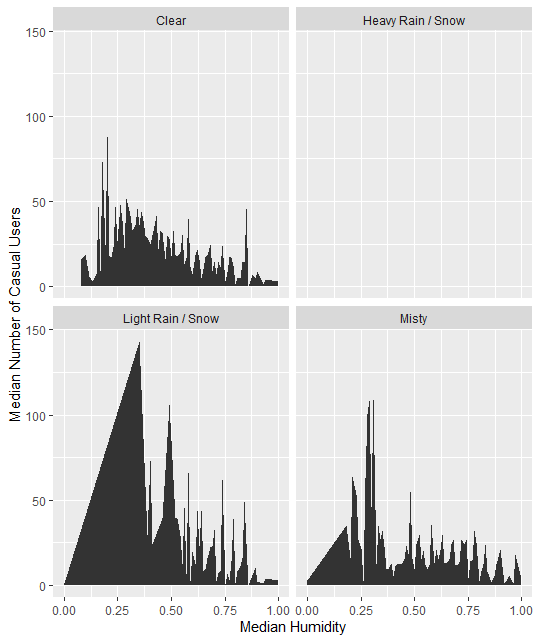 Clear
Heavy Rain / Snow
150
100
50
0
Light Rain / Snow
Misty
150
100
50
0
0.00 0.25 0.50 0.75 1.00
0.00 0.25 0.50 0.75 1.00
Median Humidity
Median Number of Casual Users